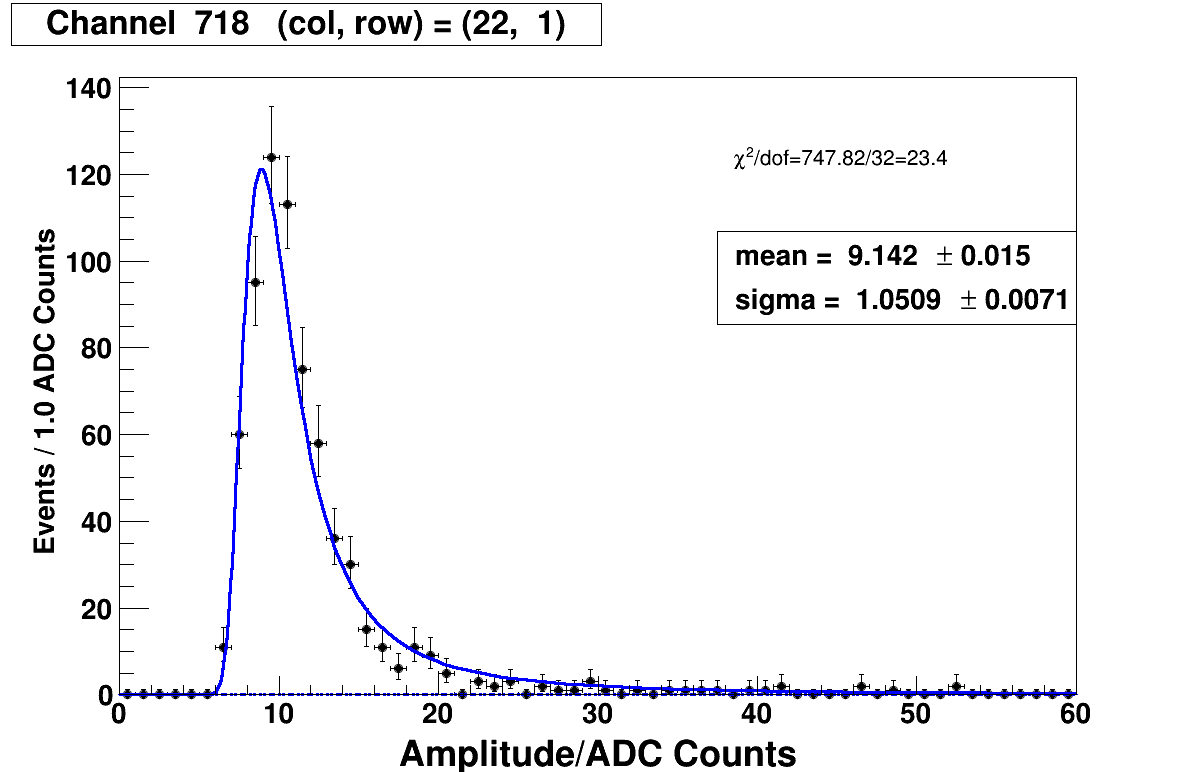 Channel 718 (col, row) = (22, 1)
140
120
100
80
60
40
20
0
Events / 1.0 ADC Counts
χ²/dof=747.82/32=23.4
mean = 9.142 ± 0.015
sigma = 1.0509 ± 0.0071
0 10 20 30 40 50 60
Amplitude/ADC Counts